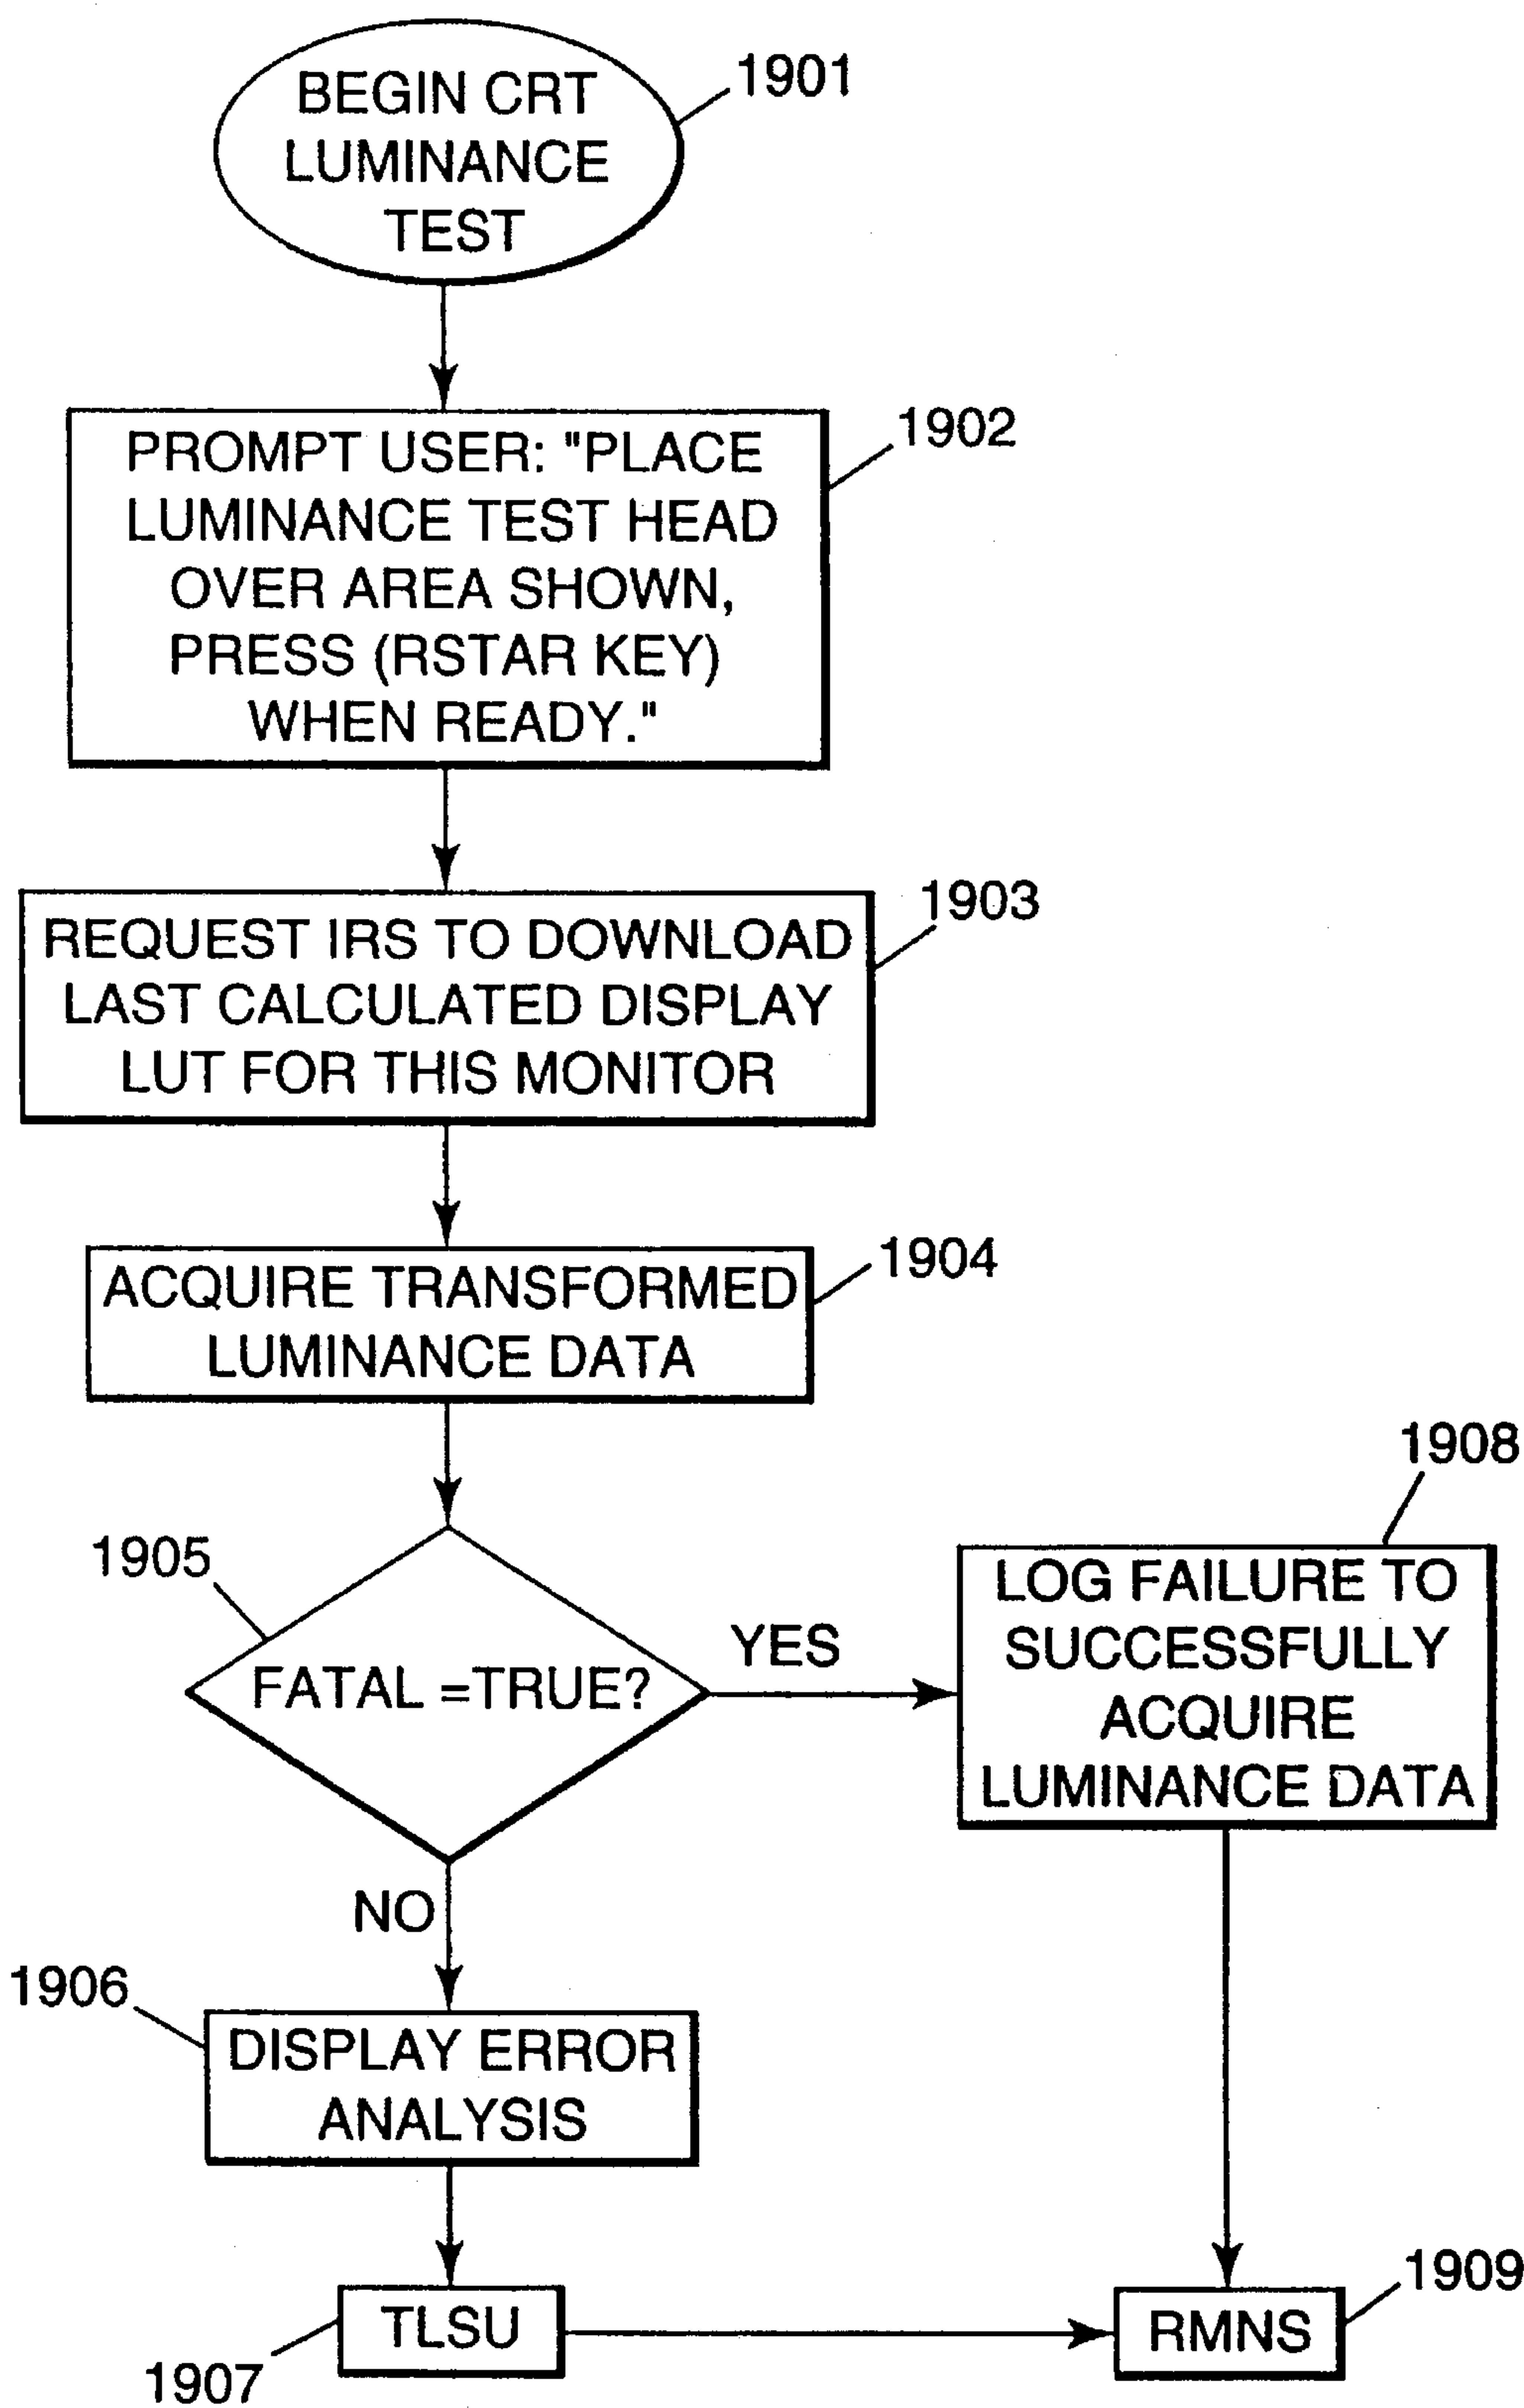 BEGIN CRT
LUMINANCE
TEST
1901
PROMPT USER: "PLACE
LUMINANCE TEST HEAD
OVER AREA SHOWN,
PRESS (RSTAR KEY)
WHEN READY."
1902
REQUEST IRS TO DOWNLOAD
LAST CALCULATED DISPLAY
LUT FOR THIS MONITOR
1903
ACQUIRE TRANSFORMED
LUMINANCE DATA
1904
1905
FATAL =TRUE?
YES
NO
1908
LOG FAILURE TO
SUCCESSFULLY
ACQUIRE
LUMINANCE DATA
1906
DISPLAY ERROR
ANALYSIS
TLSU
1907
RMNS
1909